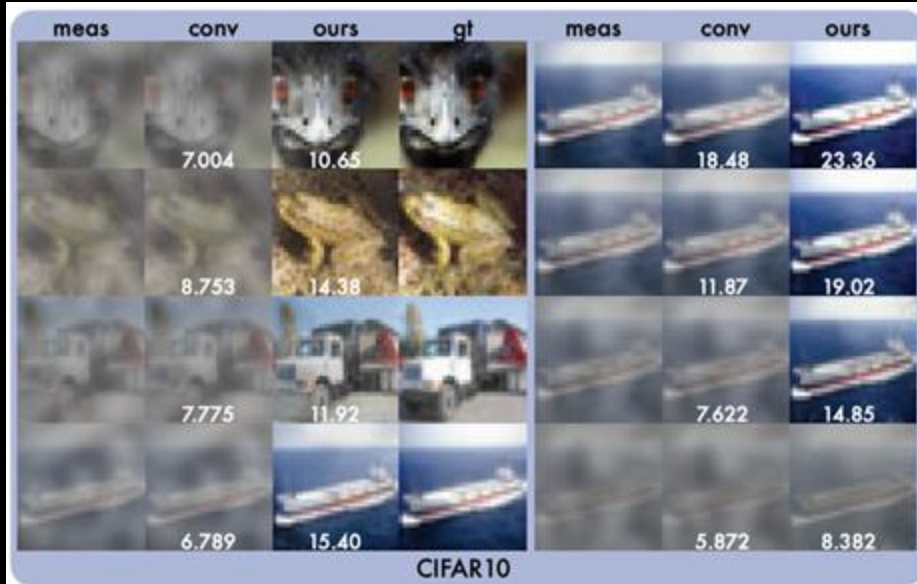 meas conv ours gt meas conv ours
7.004 10.65 18.48 23.36
8.753 14.38 11.87 19.02
7.775 11.92 7.622 14.85
6.789 15.40 5.872 8.382
CIFAR10